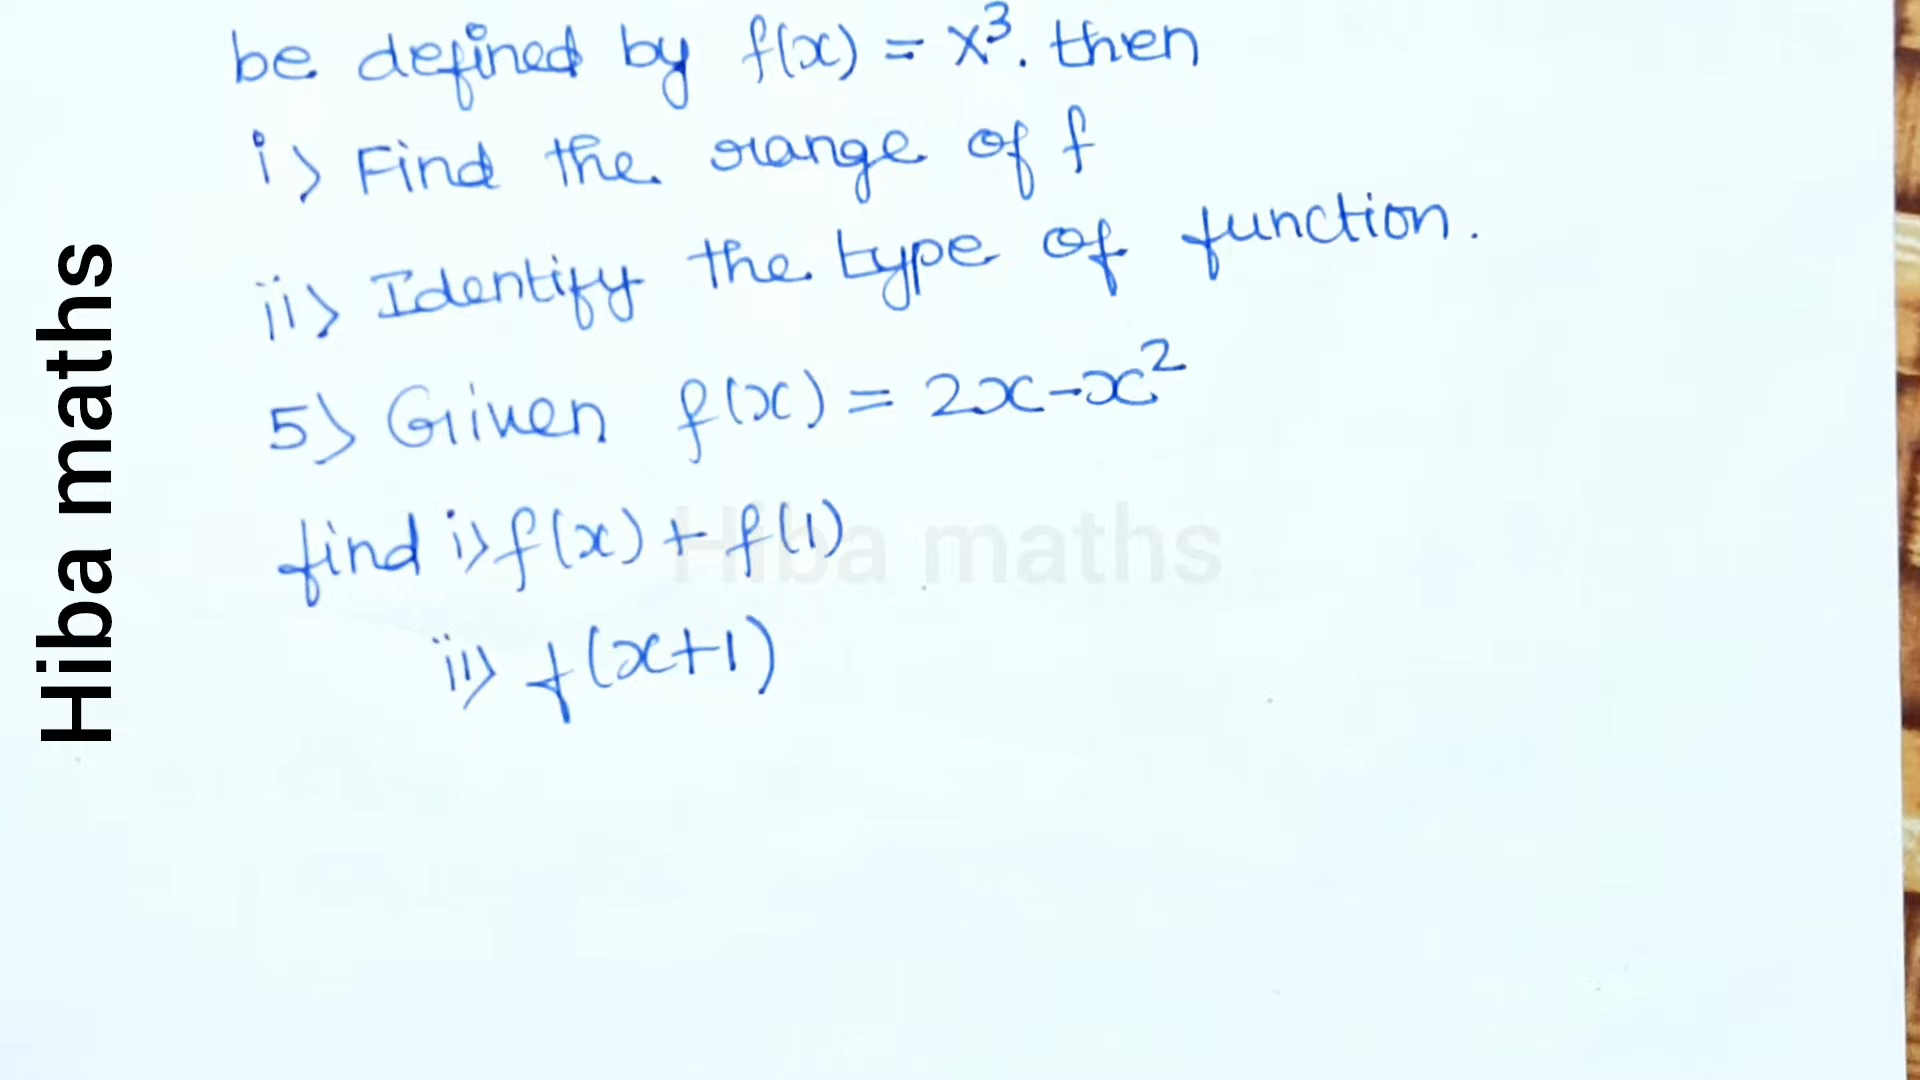 be defined by f(x) = x³. then
i> Find the range of f
ii> Identify the type of function.
5> Given f(x) = 2x-x²
find i> f(x) + f(1)
ii> f(x+1)
Hiba maths
Hiba maths